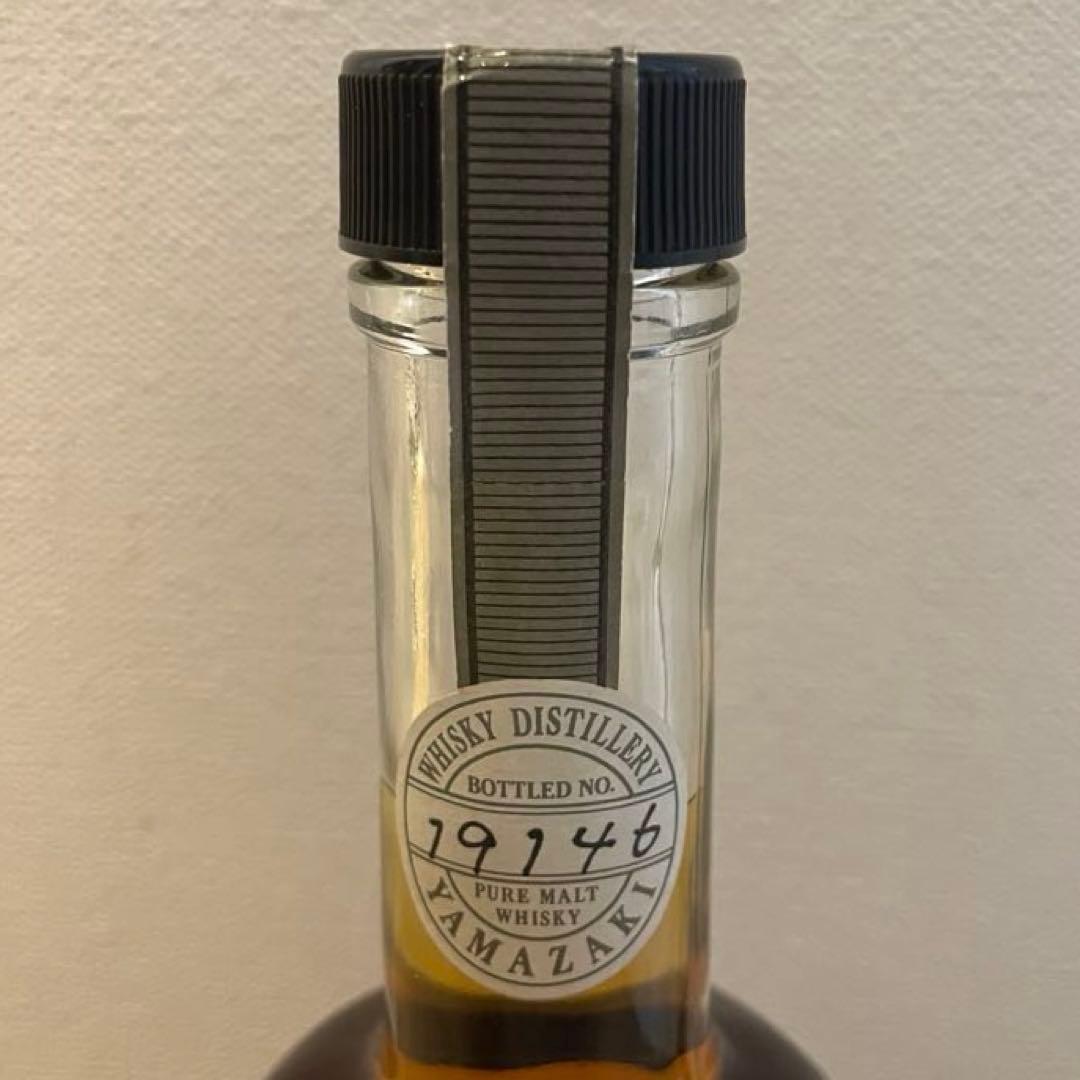 WHISKY DISTILLERY
BOTTLED NO.
19146
PURE MALT
WHISKY
YAMAZAKI